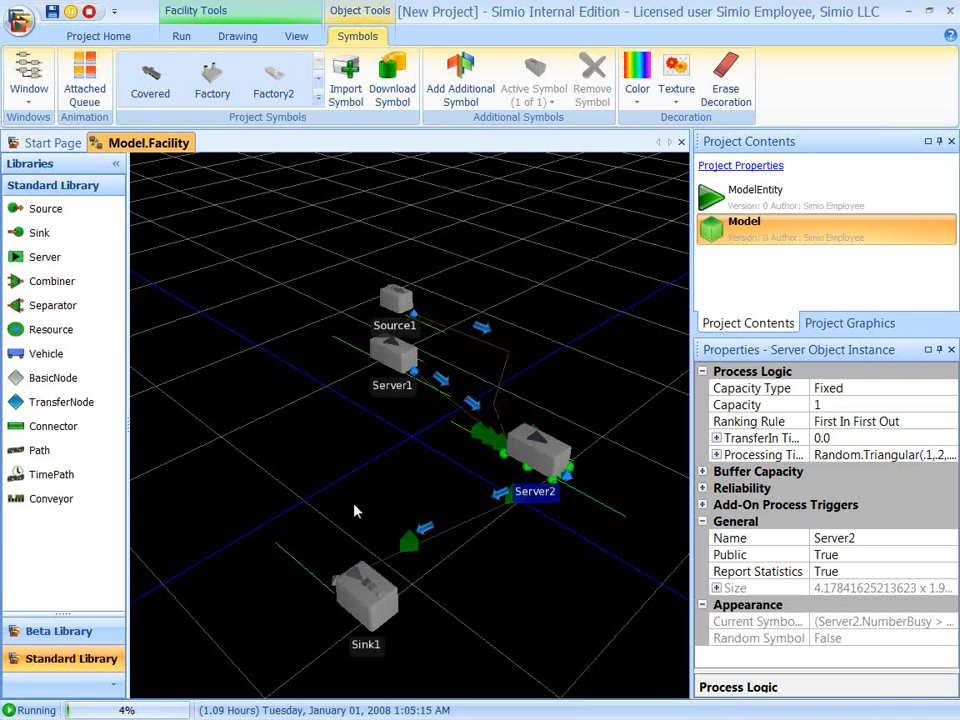 Facility Tools
Object Tools
[New Project] - Simio Internal Edition - Licensed user Simio Employee, Simio LLC
Project Home
Run
Drawing
View
Symbols
Window
Attached Queue
Covered
Factory
Factory2
Import Symbol
Download Symbol
Add Additional Symbol
Active Symbol (1 of 1)
Remove Symbol
Color
Texture
Erase Decoration
Windows
Animation
Project Symbols
Additional Symbols
Decoration
Start Page
Model.Facility
Libraries
Standard Library
Source
Sink
Server
Combiner
Separator
Resource
Vehicle
BasicNode
TransferNode
Connector
Path
TimePath
Conveyor
Beta Library
Standard Library
Source1
Server1
Server2
Sink1
Project Contents
Project Properties
ModelEntity
Version: 0 Author: Simio Employee
Model
Version: 0 Author: Simio Employee
Project Contents
Project Graphics
Properties - Server Object Instance
Process Logic
Capacity Type Fixed
Capacity 1
Ranking Rule First In First Out
TransferIn Ti... 0.0
Processing Ti... Random.Triangular(.1,.2,...
Buffer Capacity
Reliability
Add-On Process Triggers
General
Name Server2
Public True
Report Statistics True
Size 4.17841625213623 x 1.9...
Appearance
Current Symbo... (Server2.NumberBusy > ...
Random Symbol False
Process Logic
Running
4%
(1.09 Hours) Tuesday, January 01, 2008 1:05:15 AM